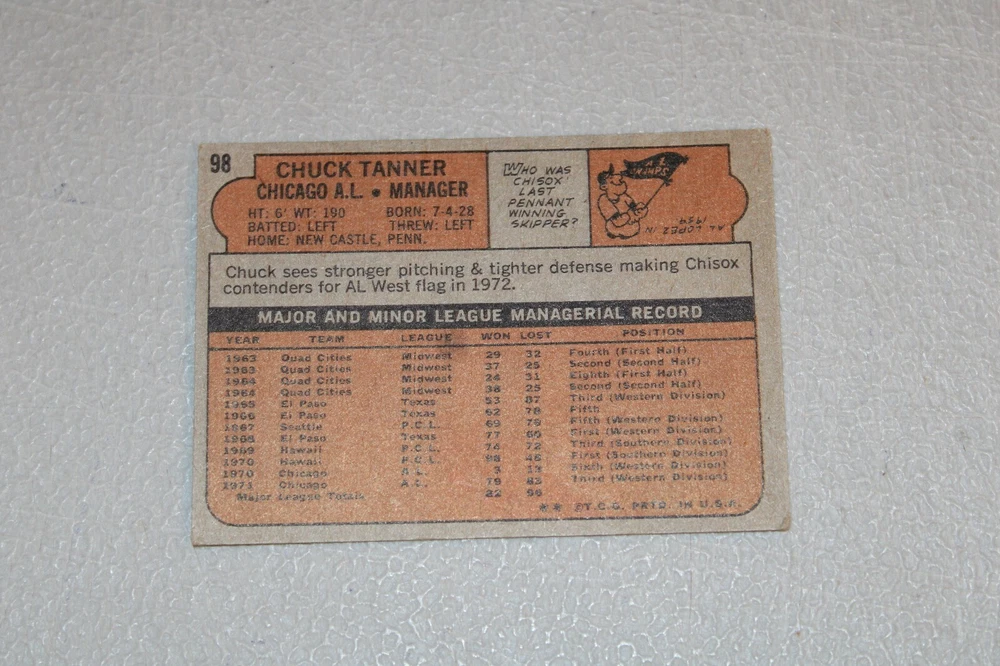 98
CHUCK TANNER
CHICAGO A.L. • MANAGER
HT: 6' WT: 190 BORN: 7-4-28
BATTED: LEFT THREW: LEFT
HOME: NEW CASTLE, PENN.
WHO WAS
CHISOX'
LAST
PENNANT
WINNING
SKIPPER?
A L
CHAMPS
AL LOPEZ IN
1959
Chuck sees stronger pitching & tighter defense making Chisox
contenders for AL West flag in 1972.
MAJOR AND MINOR LEAGUE MANAGERIAL RECORD
YEAR TEAM LEAGUE WON LOST POSITION
1963 Quad Cities Midwest 29 32 Fourth (First Half)
1963 Quad Cities Midwest 37 25 Second (Second Half)
1964 Quad Cities Midwest 24 31 Eighth (First Half)
1964 Quad Cities Midwest 38 25 Second (Second Half)
1965 El Paso Texas 53 87 Third (Western Division)
1966 El Paso Texas 62 78 Fifth
1967 Seattle P.C.L. 69 79 Fifth (Western Division)
1968 El Paso Texas 77 60 First (Western Division)
1969 Hawaii P.C.L. 74 72 Third (Southern Division)
1970 Hawaii P.C.L. 98 48 First (Southern Division)
1970 Chicago A.L. 3 13 Sixth (Western Division)
1971 Chicago A.L. 79 83 Third (Western Division)
Major League Totals 82 96
** ©T.C.G. PRTD. IN U.S.A.